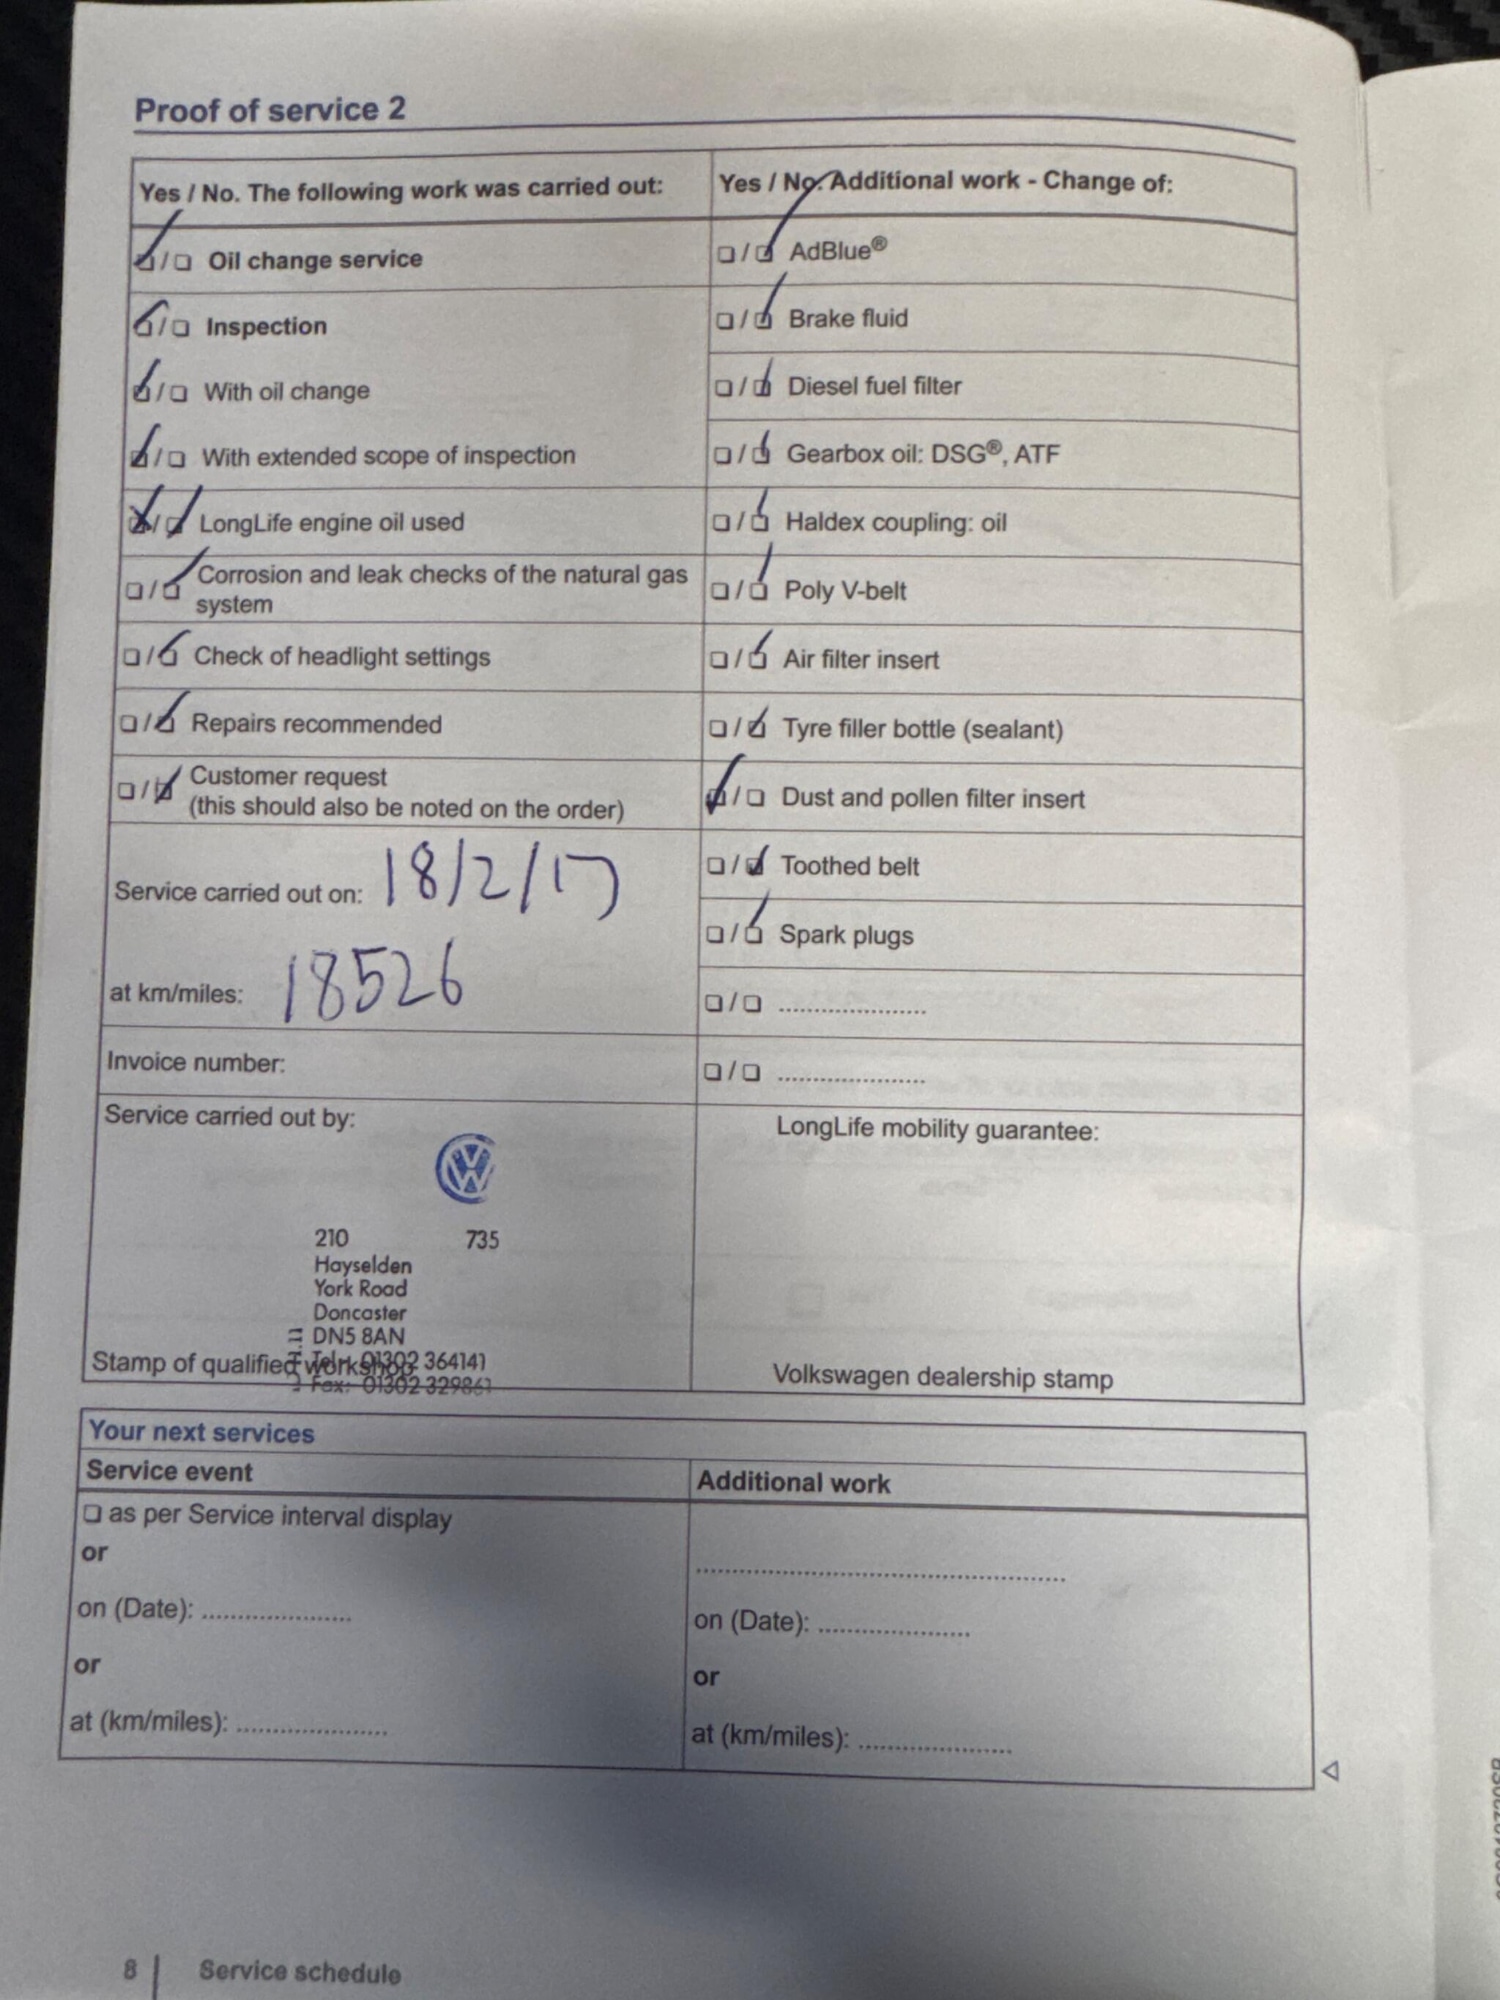 Proof of service 2
Yes / No. The following work was carried out:
☑/☐ Oil change service
☑/☐ Inspection
☑/☐ With oil change
☑/☐ With extended scope of inspection
☒/☑ LongLife engine oil used
☐/☑ Corrosion and leak checks of the natural gas
system
☐/☑ Check of headlight settings
☐/☑ Repairs recommended
☐/☑ Customer request
(this should also be noted on the order)
Service carried out on: 18/2/17
at km/miles: 18526
Invoice number:
Service carried out by:
VW
210 735
Hayselden
York Road
Doncaster
DN5 8AN
Tel:- 01302 364141
Fax:- 01302 329861
Stamp of qualified workshop
Yes / No. Additional work - Change of:
☐/☑ AdBlue®
☐/☑ Brake fluid
☐/☑ Diesel fuel filter
☐/☑ Gearbox oil: DSG®, ATF
☐/☑ Haldex coupling: oil
☐/☑ Poly V-belt
☐/☑ Air filter insert
☐/☑ Tyre filler bottle (sealant)
☑/☐ Dust and pollen filter insert
☐/☑ Toothed belt
☐/☑ Spark plugs
☐/☐ .....................
☐/☐ .....................
LongLife mobility guarantee:
Volkswagen dealership stamp
Your next services
Service event
☐ as per Service interval display
or
on (Date): .....................
or
at (km/miles): .....................
Additional work
.....................................................
on (Date): .....................
or
at (km/miles): .....................
8 | Service schedule